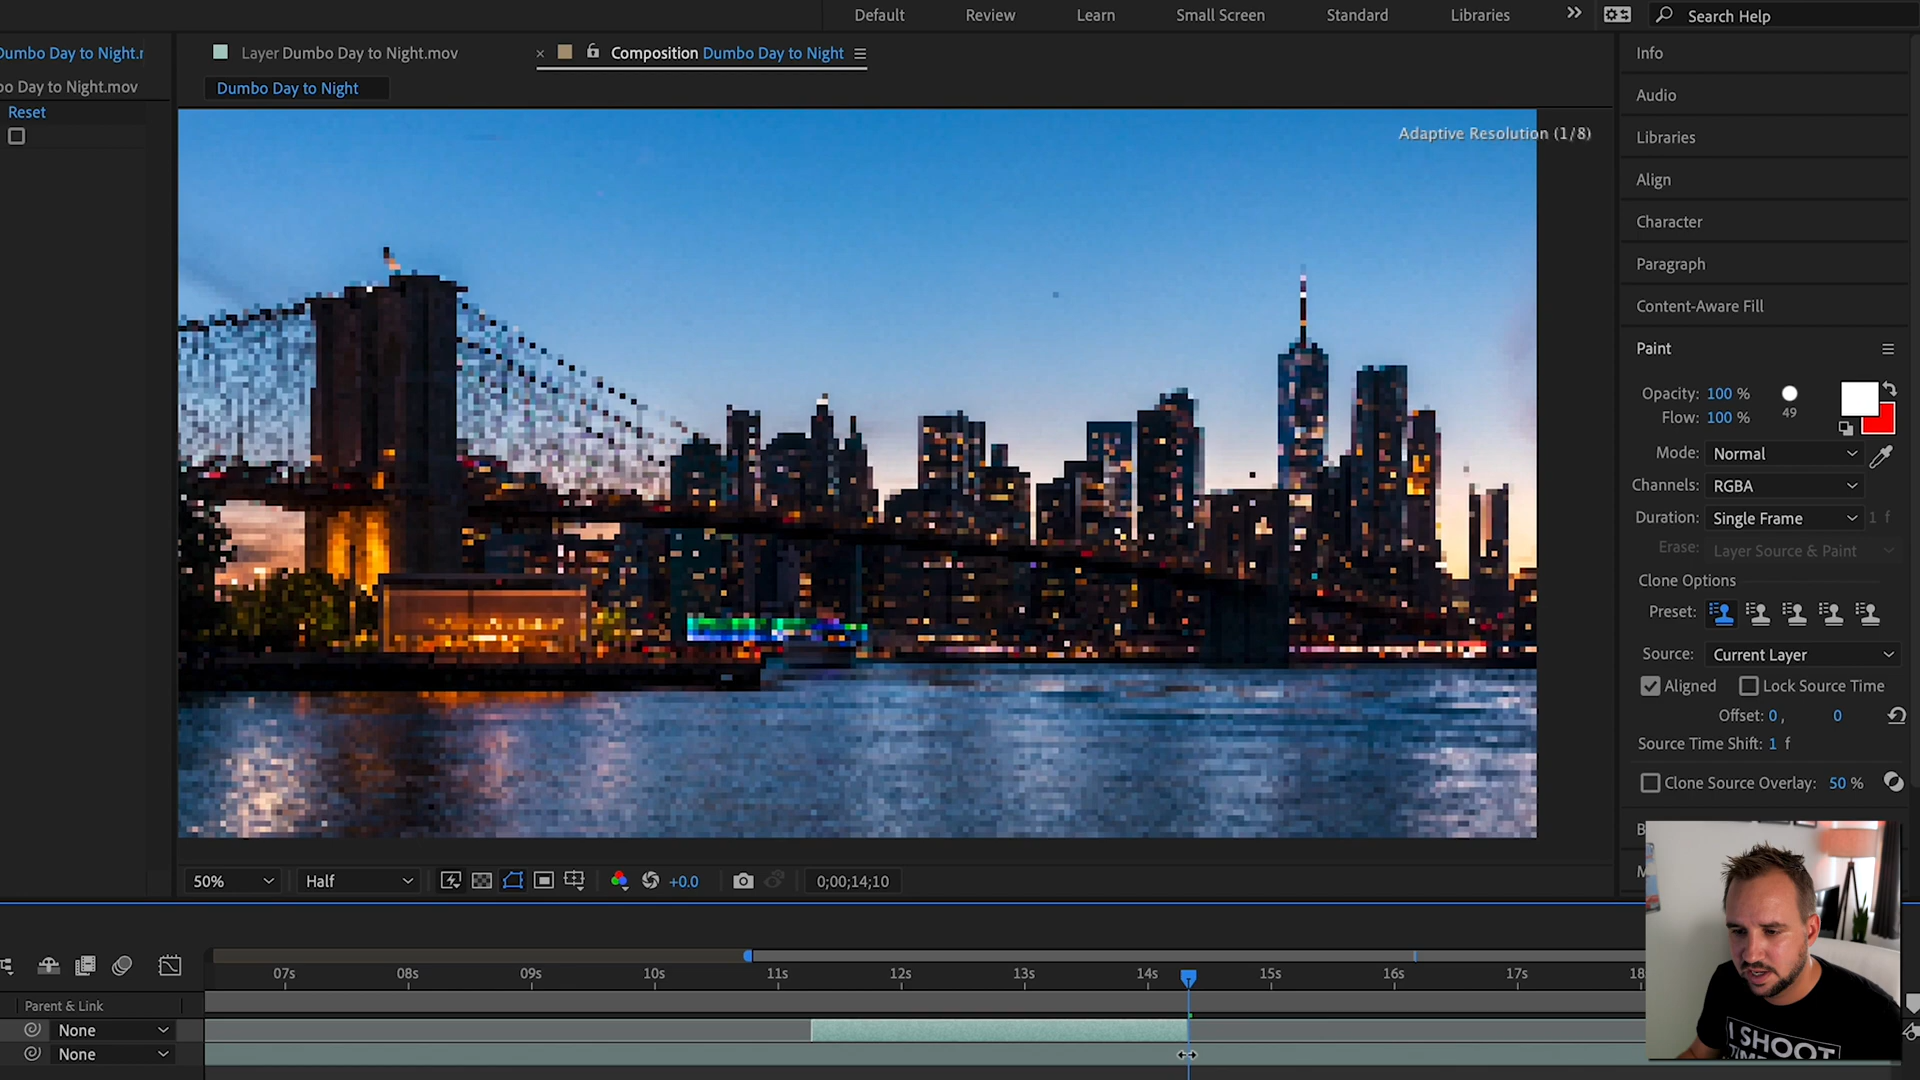 Default Review Learn Small Screen Standard Libraries Search Help
Dumbo Day to Night.r
Layer Dumbo Day to Night.mov
Composition Dumbo Day to Night
bo Day to Night.mov
Dumbo Day to Night
Reset
Adaptive Resolution (1/8)
Info
Audio
Libraries
Align
Character
Paragraph
Content-Aware Fill
Paint
Opacity: 100 %
49
Flow: 100 %
Mode: Normal
Channels: RGBA
Duration: Single Frame 1 f
Erase: Layer Source & Paint
Clone Options
Preset:
Source: Current Layer
Aligned Lock Source Time
Offset: 0 , 0
Source Time Shift: 1 f
Clone Source Overlay: 50 %
B
M
50% Half +0.0 0;00;14;10
07s 08s 09s 10s 11s 12s 13s 14s 15s 16s 17s 18
Parent & Link
None
None
I SHOOT